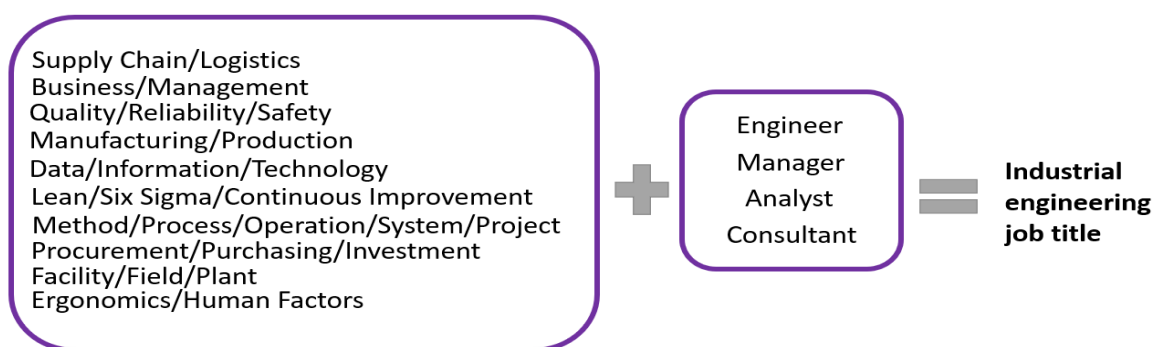 Supply Chain/Logistics
Business/Management
Quality/Reliability/Safety
Manufacturing/Production
Data/Information/Technology
Lean/Six Sigma/Continuous Improvement
Method/Process/Operation/System/Project
Procurement/Purchasing/Investment
Facility/Field/Plant
Ergonomics/Human Factors
Engineer
Manager
Analyst
Consultant
Industrial
engineering
job title